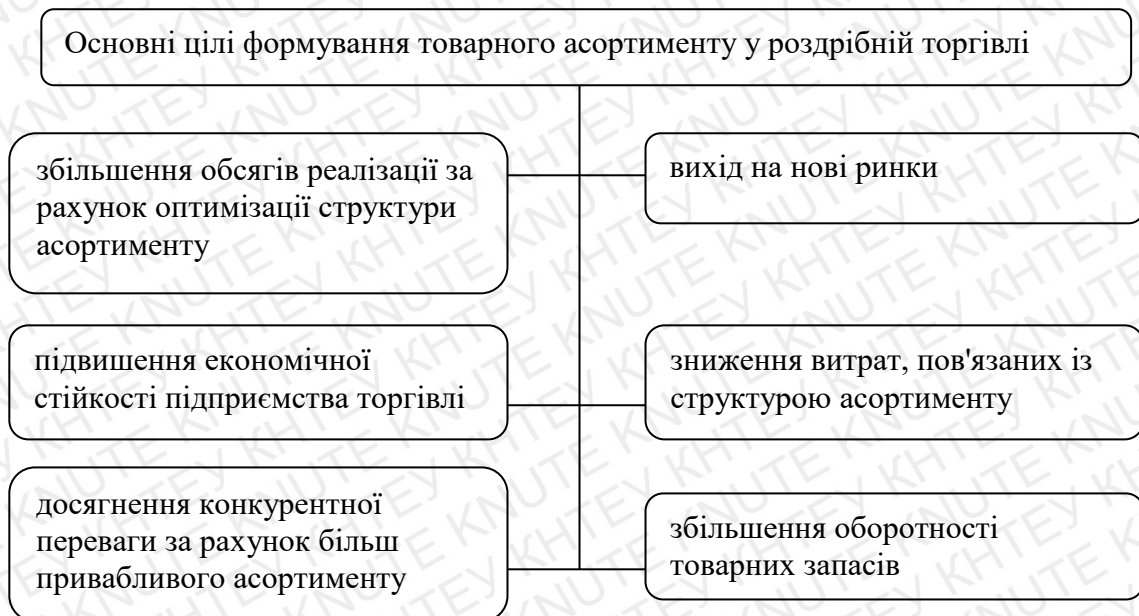 Основні цілі формування товарного асортименту у роздрібній торгівлі
збільшення обсягів реалізації за
рахунок оптимізації структури
асортименту
вихід на нові ринки
підвишення економічної
стійкості підприємства торгівлі
зниження витрат, пов'язаних із
структурою асортименту
досягнення конкурентної
переваги за рахунок більш
привабливого асортименту
збільшення оборотності
товарних запасів